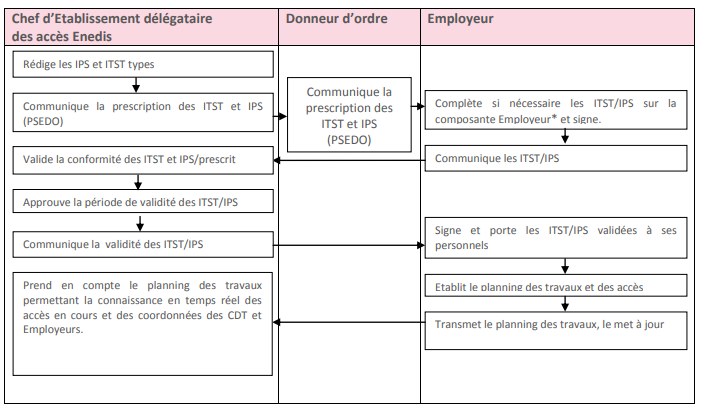 Chef d'Etablissement délégataire
des accès Enedis
Donneur d'ordre
Employeur
Rédige les IPS et ITST types
Communique la prescription des ITST et IPS
(PSEDO)
Communique la
prescription des
ITST et IPS
(PSEDO)
Complète si nécessaire les ITST/IPS sur la
composante Employeur* et signe.
Communique les ITST/IPS
Valide la conformité des ITST et IPS/prescrit
Approuve la période de validité des ITST/IPS
Communique la validité des ITST/IPS
Signe et porte les ITST/IPS validées à ses
personnels
Etablit le planning des travaux et des accès
Transmet le planning des travaux, le met à jour
Prend en compte le planning des travaux
permettant la connaissance en temps réel des
accès en cours et des coordonnées des CDT et
Employeurs.